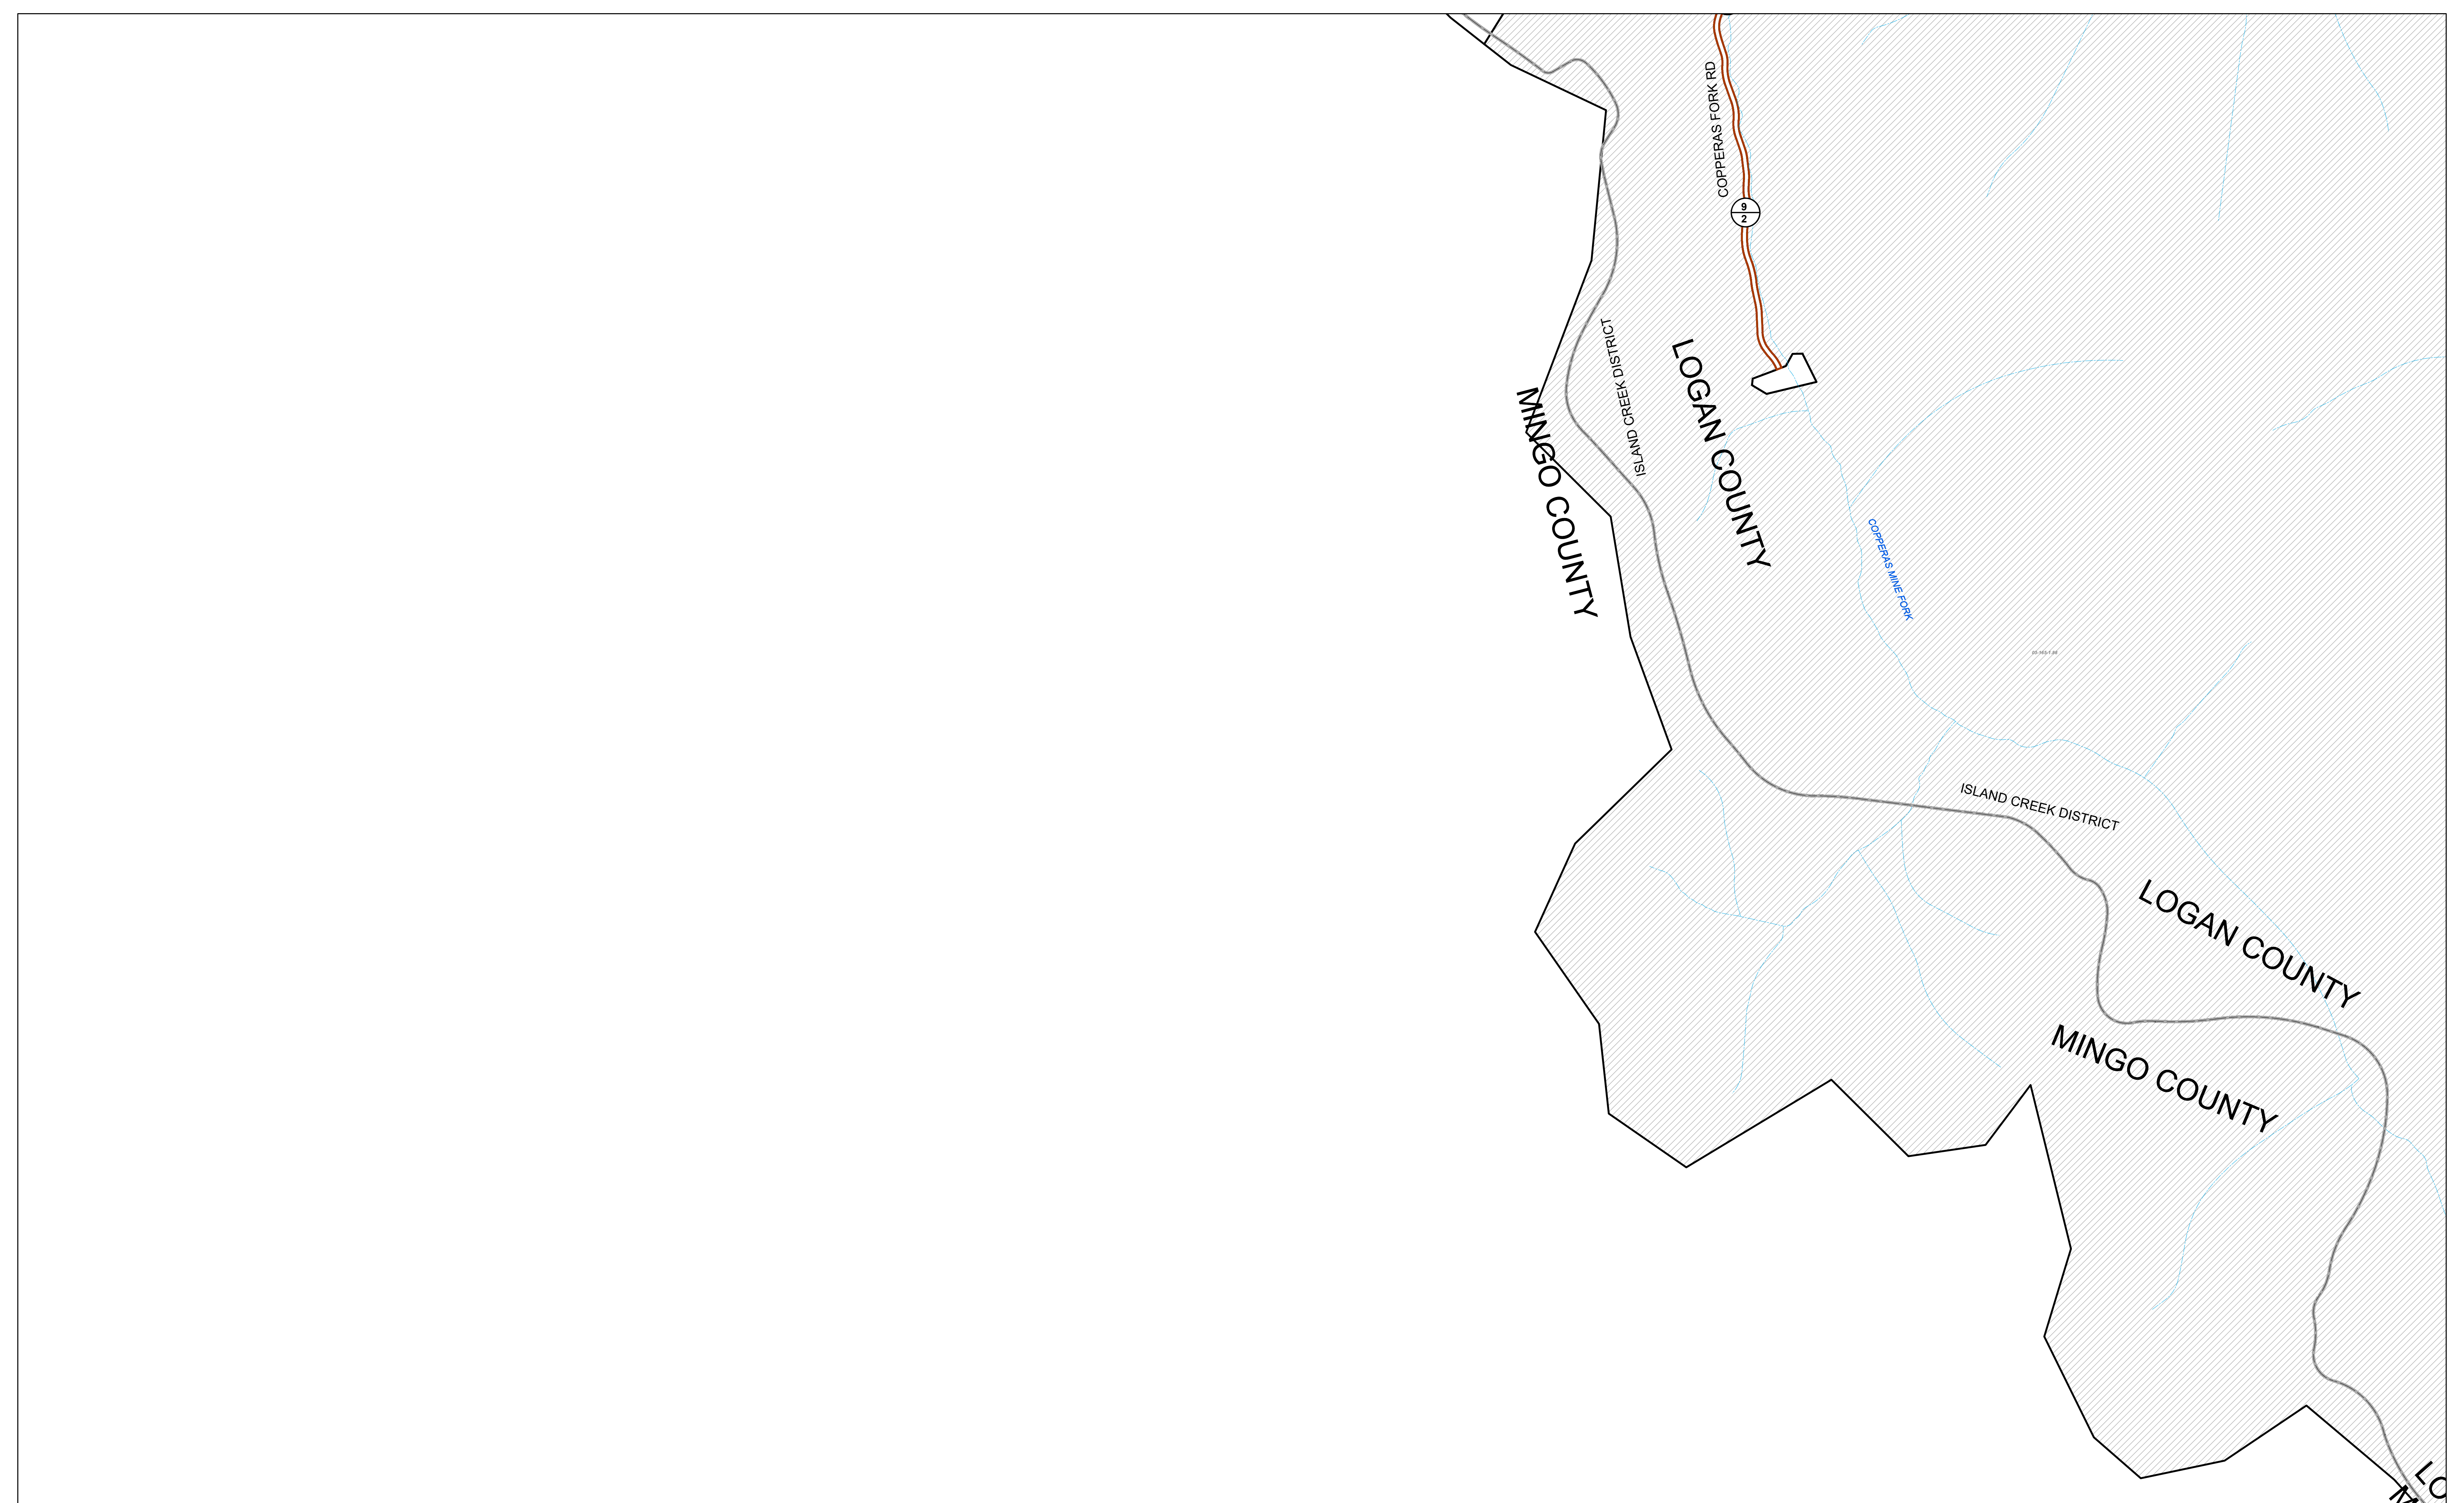 COPPERAS FORK RD
9
2
ISLAND CREEK DISTRICT
LOGAN COUNTY
MINGO COUNTY
COPPERAS MINE FORK
ISLAND CREEK DISTRICT
LOGAN COUNTY
MINGO COUNTY
LO
M